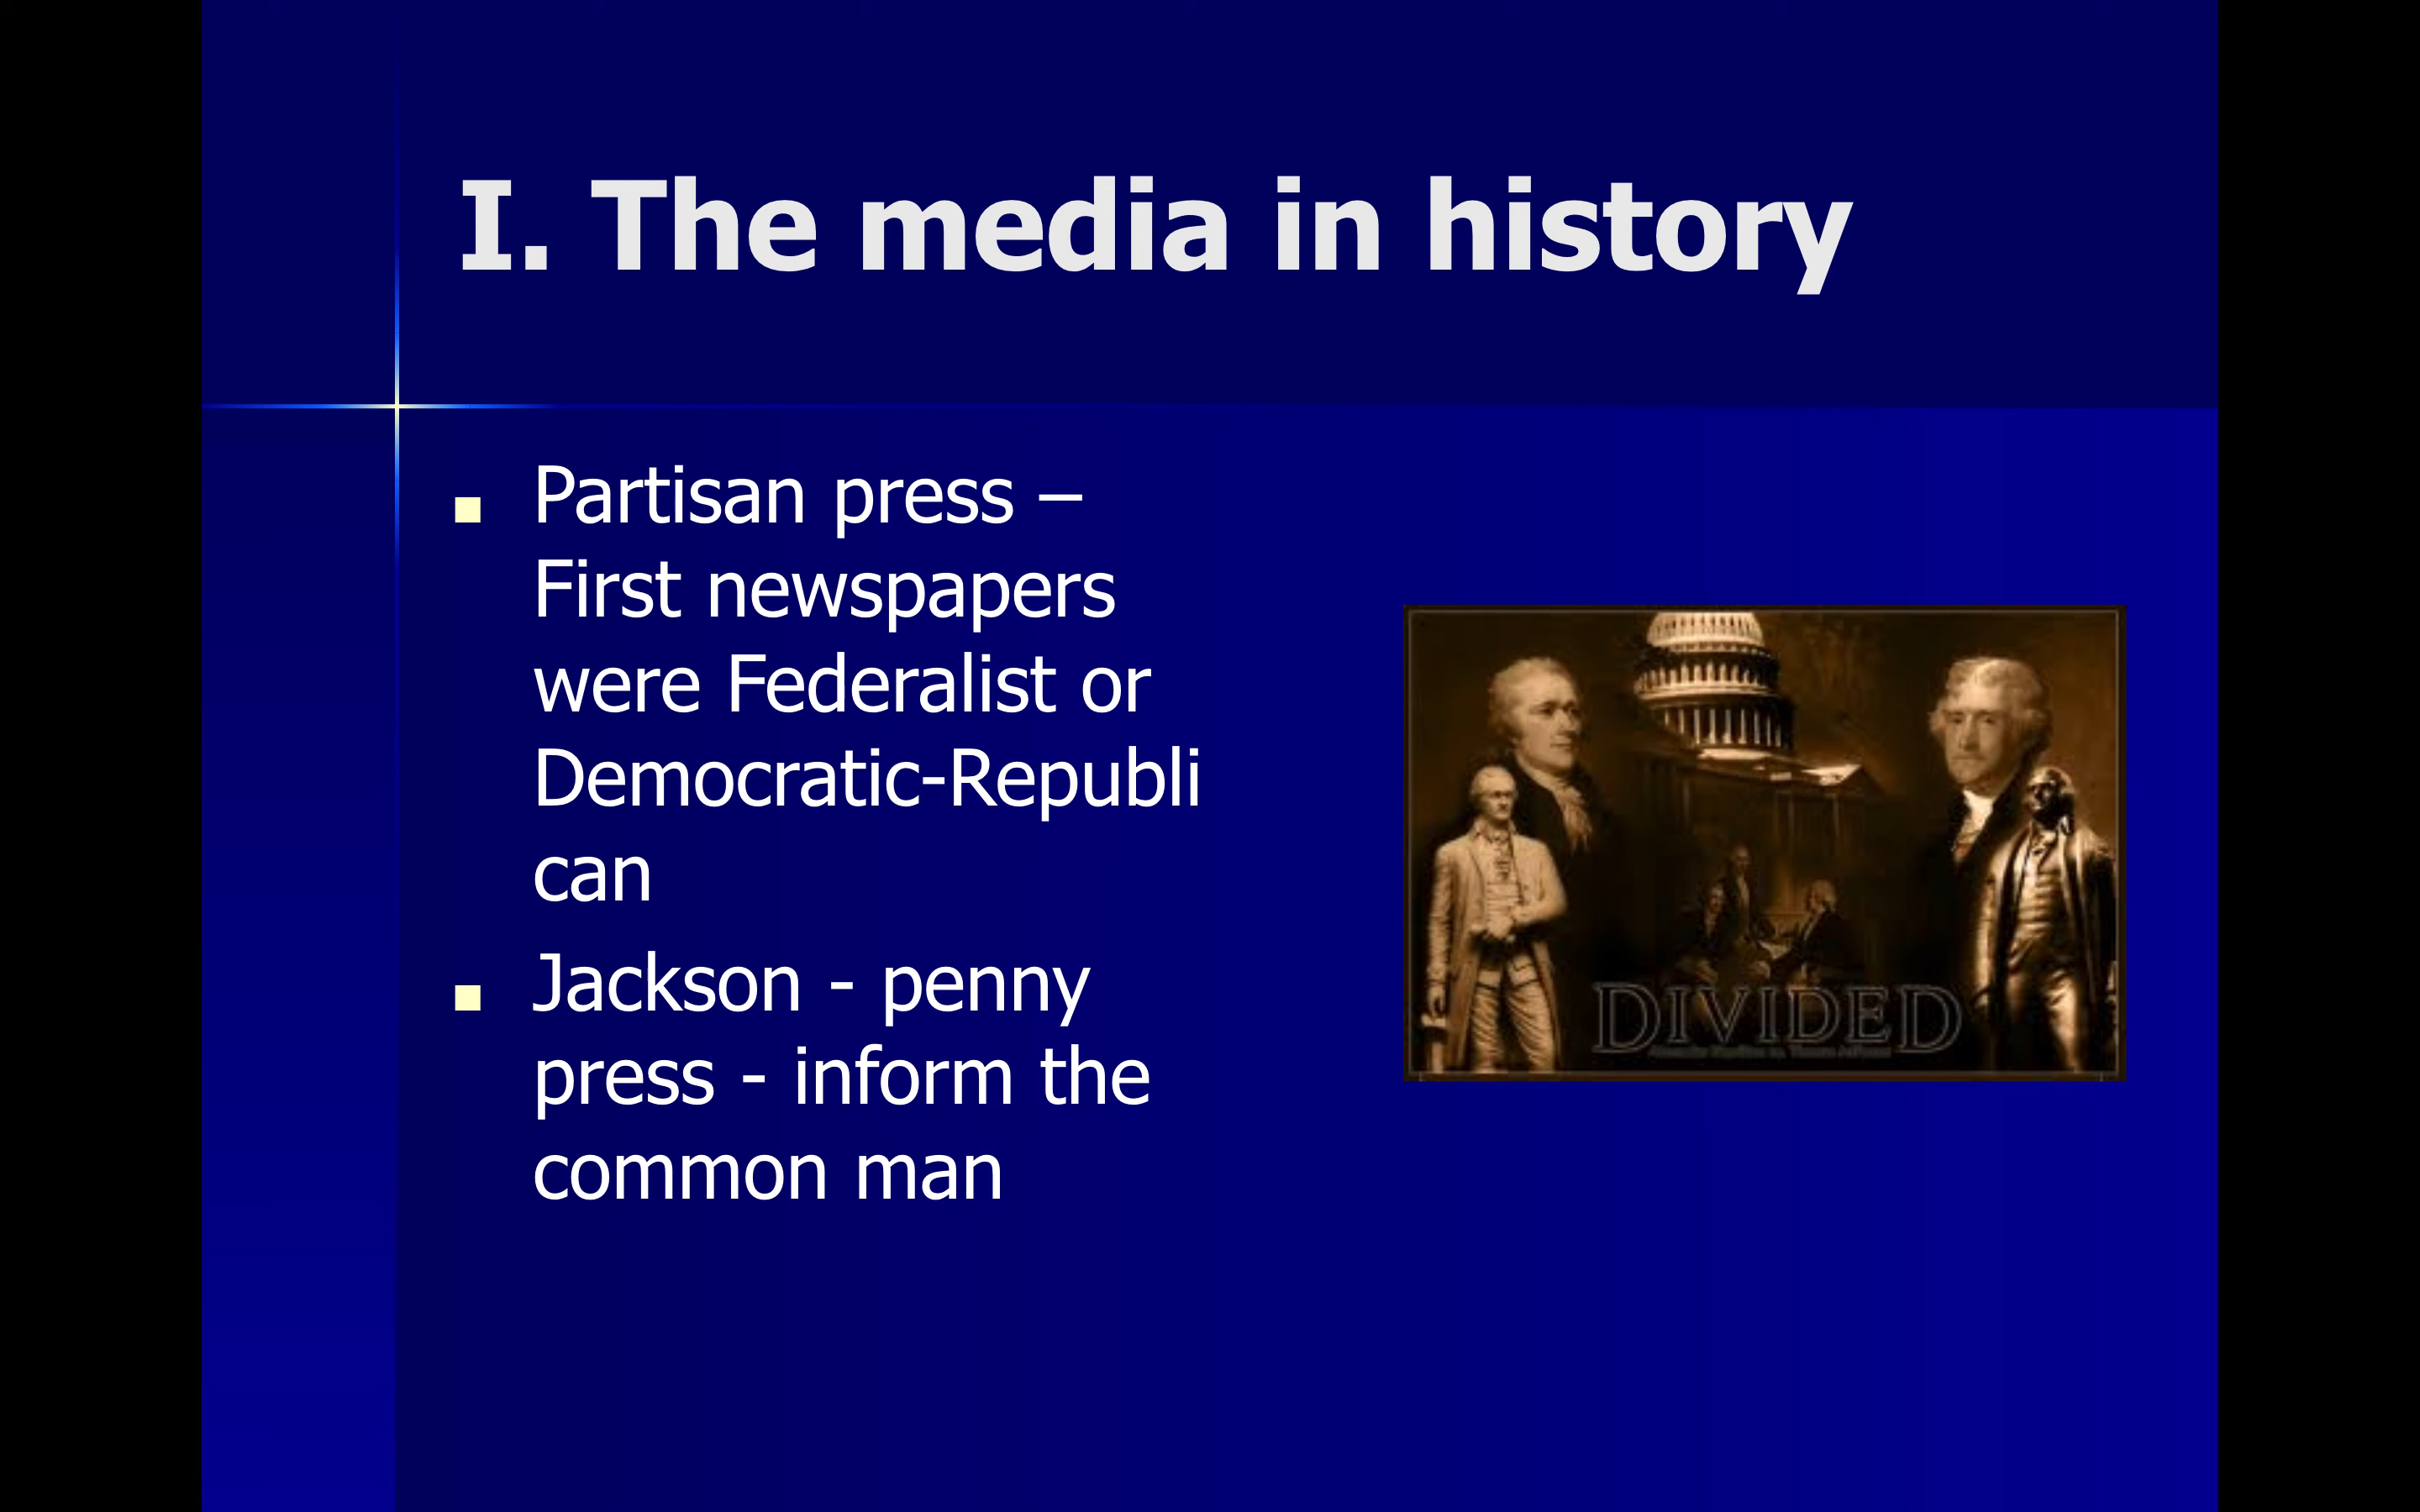 I. The media in history
Partisan press –
First newspapers
were Federalist or
Democratic-Republi
can
Jackson - penny
press - inform the
common man
DIVIDED